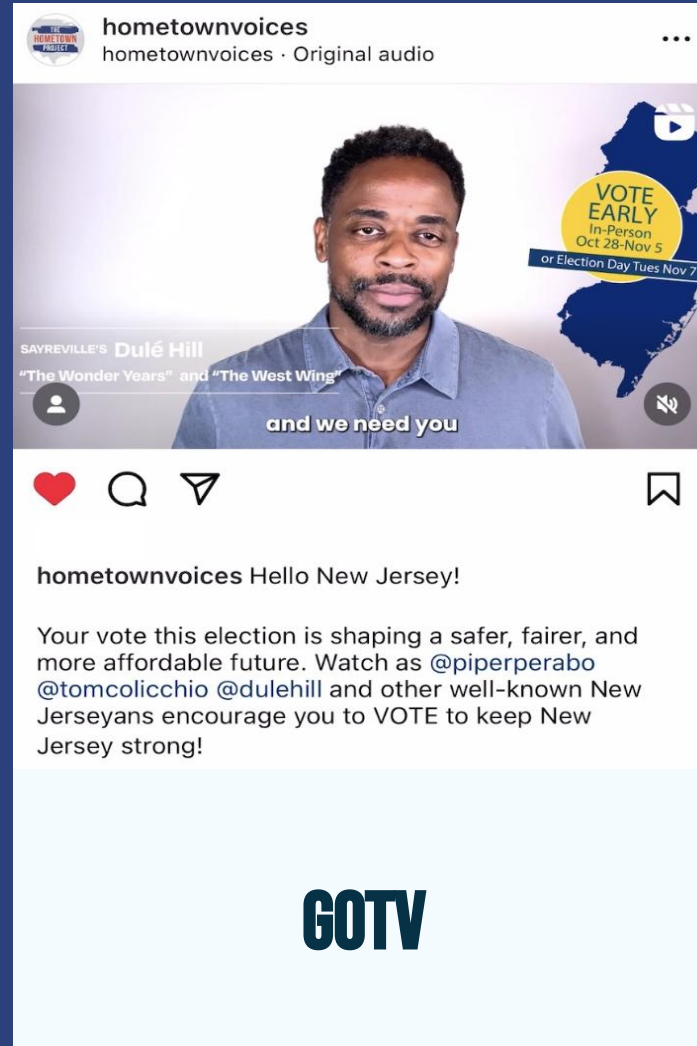 THE
HOMETOWN
PROJECT
hometownvoices
hometownvoices · Original audio
VOTE
EARLY
In-Person
Oct 28-Nov 5
or Election Day Tues Nov 7
SAYREVILLE'S Dulé Hill
"The Wonder Years" and "The West Wing"
and we need you
hometownvoices Hello New Jersey!
Your vote this election is shaping a safer, fairer, and
more affordable future. Watch as @piperperabo
@tomcolicchio @dulehill and other well-known New
Jerseyans encourage you to VOTE to keep New
Jersey strong!
GOTV